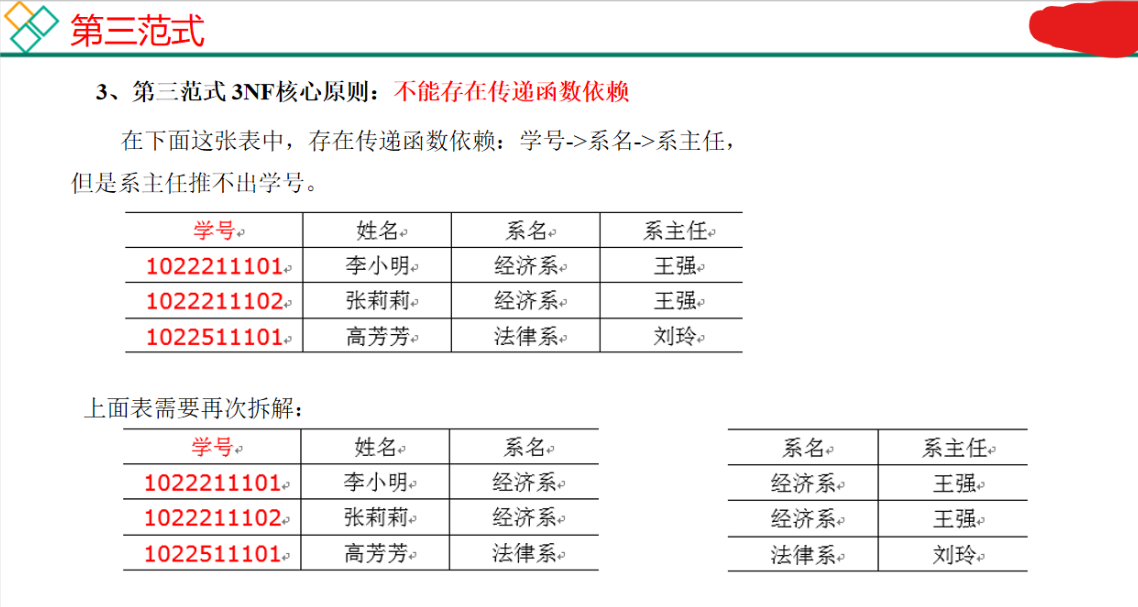 第三范式
3、第三范式 3NF核心原则：不能存在传递函数依赖
在下面这张表中，存在传递函数依赖：学号->系名->系主任，
但是系主任推不出学号。
学号 姓名 系名 系主任
1022211101 李小明 经济系 王强
1022211102 张莉莉 经济系 王强
1022511101 高芳芳 法律系 刘玲
上面表需要再次拆解：
学号 姓名 系名 系名 系主任
1022211101 李小明 经济系 经济系 王强
1022211102 张莉莉 经济系 经济系 王强
1022511101 高芳芳 法律系 法律系 刘玲